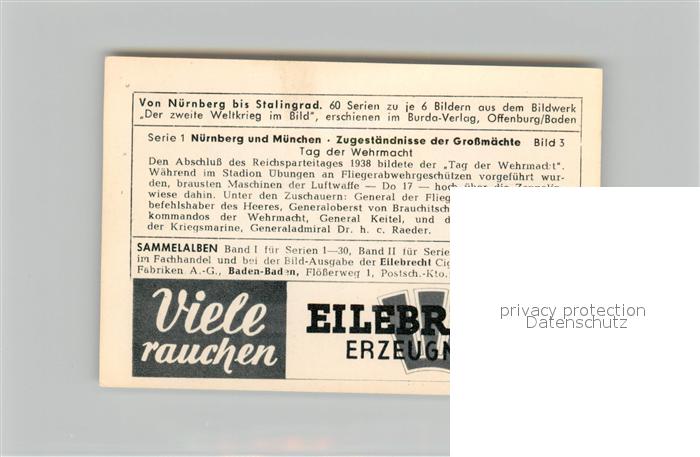 Von Nürnberg bis Stalingrad. 60 Serien zu je 6 Bildern aus dem Bildwerk
„Der zweite Weltkrieg im Bild", erschienen im Burda-Verlag, Offenburg/Baden
Serie 1 Nürnberg und München · Zugeständnisse der Großmächte Bild 3
Tag der Wehrmacht
Den Abschluß des Reichsparteitages 1938 bildete der „Tag der Wehrmacht".
Während im Stadion Übungen an Fliegerabwehrgeschützen vorgeführt wur-
den, brausten Maschinen der Luftwaffe — Do 17 — hoch über die
wiese dahin. Unter den Zuschauern: General der
befehlshaber des Heeres, Generaloberst von Brauchitsch
kommandos der Wehrmacht, General Keitel, und
der Kriegsmarine, Generaladmiral Dr. h. c. Raeder.
SAMMELALBEN Band I für Serien 1—30, Band II für
im Fachhandel und bei der Bild-Ausgabe der Eilebrecht
Fabriken A.-G., Baden-Baden, Flößerweg 1, Postsch.-Kto.
Viele
rauchen
EILEBR
ERZEUGN
privacy protection
Datenschutz